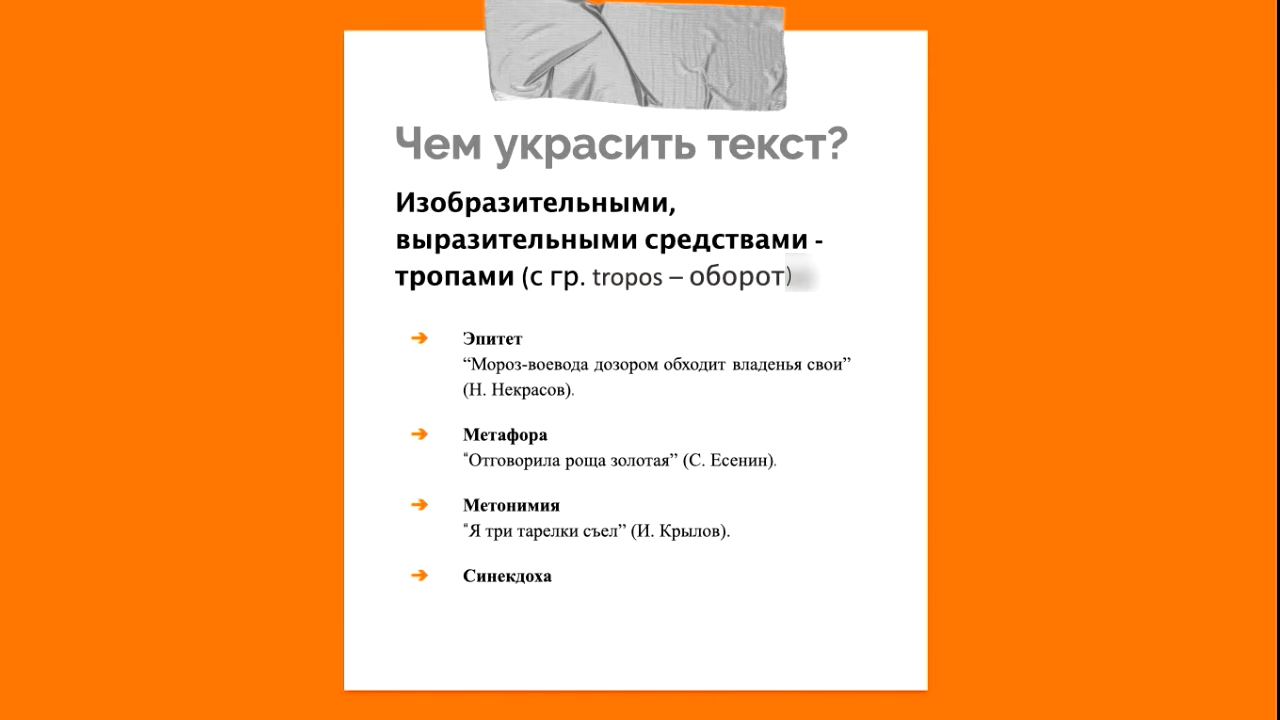 Чем украсить текст?
Изобразительными,
выразительными средствами -
тропами (с гр. tropos – оборот)
➔ Эпитет
“Мороз-воевода дозором обходит владенья свои”
(Н. Некрасов).
➔ Метафора
“Отговорила роща золотая” (С. Есенин).
➔ Метонимия
“Я три тарелки съел” (И. Крылов).
➔ Синекдоха